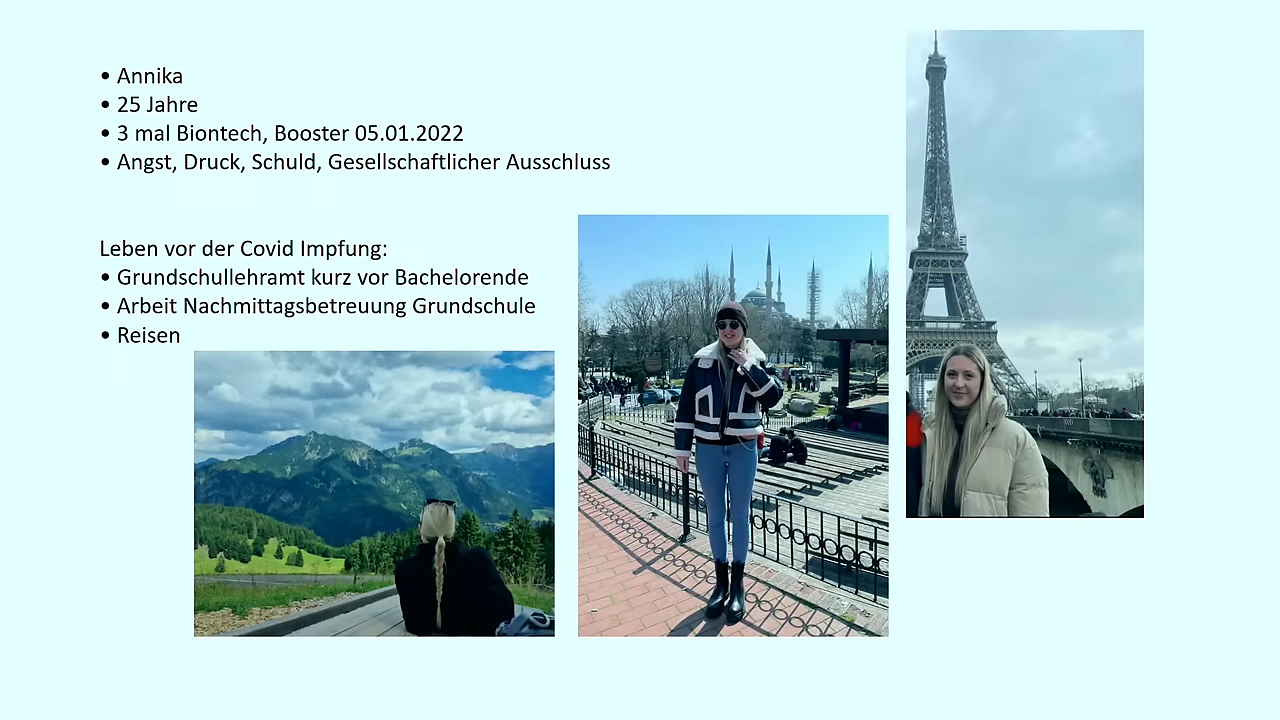 • Annika
• 25 Jahre
• 3 mal Biontech, Booster 05.01.2022
• Angst, Druck, Schuld, Gesellschaftlicher Ausschluss
Leben vor der Covid Impfung:
• Grundschullehramt kurz vor Bachelorende
• Arbeit Nachmittagsbetreuung Grundschule
• Reisen